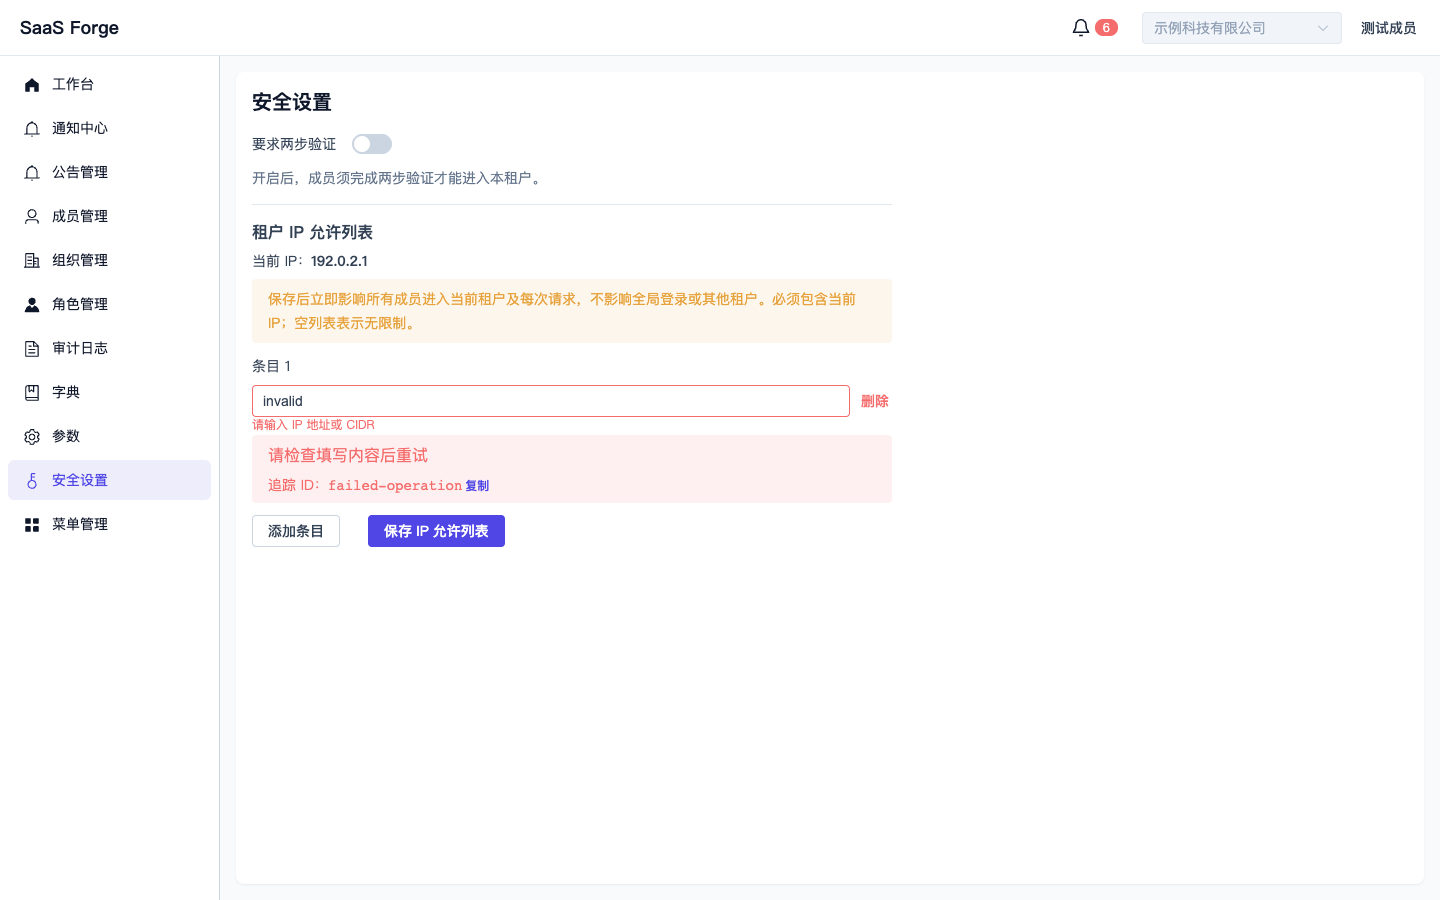 SaaS Forge
6
示例科技有限公司
测试成员
工作台
通知中心
公告管理
成员管理
组织管理
角色管理
审计日志
字典
参数
安全设置
菜单管理
安全设置
要求两步验证
开启后，成员须完成两步验证才能进入本租户。
租户 IP 允许列表
当前 IP：192.0.2.1
保存后立即影响所有成员进入当前租户及每次请求，不影响全局登录或其他租户。必须包含当前
IP；空列表表示无限制。
条目 1
invalid
删除
请输入 IP 地址或 CIDR
请检查填写内容后重试
追踪 ID：failed-operation 复制
添加条目
保存 IP 允许列表